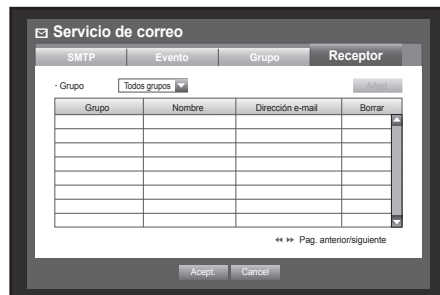 Servicio de correo
SMTP Evento Grupo Receptor
· Grupo Todos grupos Añad.
Grupo Nombre Dirección e-mail Borrar
Pag. anterior/siguiente
Acept. Cancel